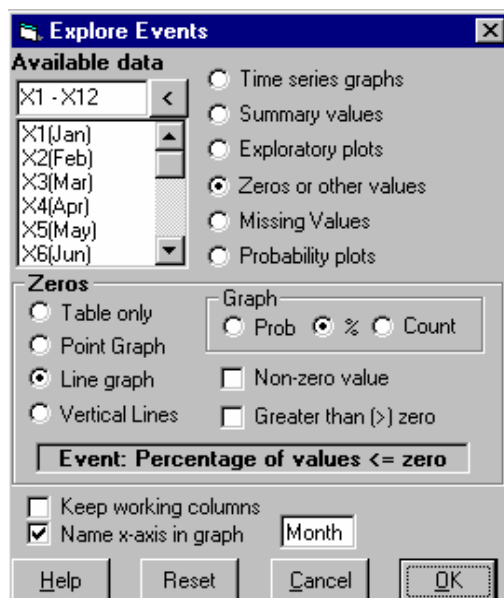 Explore Events
Available data
X1 - X12
<
X1(Jan)
X2(Feb)
X3(Mar)
X4(Apr)
X5(May)
X6(Jun)
Time series graphs
Summary values
Exploratory plots
Zeros or other values
Missing Values
Probability plots
Zeros
Table only
Point Graph
Line graph
Vertical Lines
Graph
Prob % Count
Non-zero value
Greater than (>) zero
Event: Percentage of values <= zero
Keep working columns
Name x-axis in graph Month
Help Reset Cancel OK